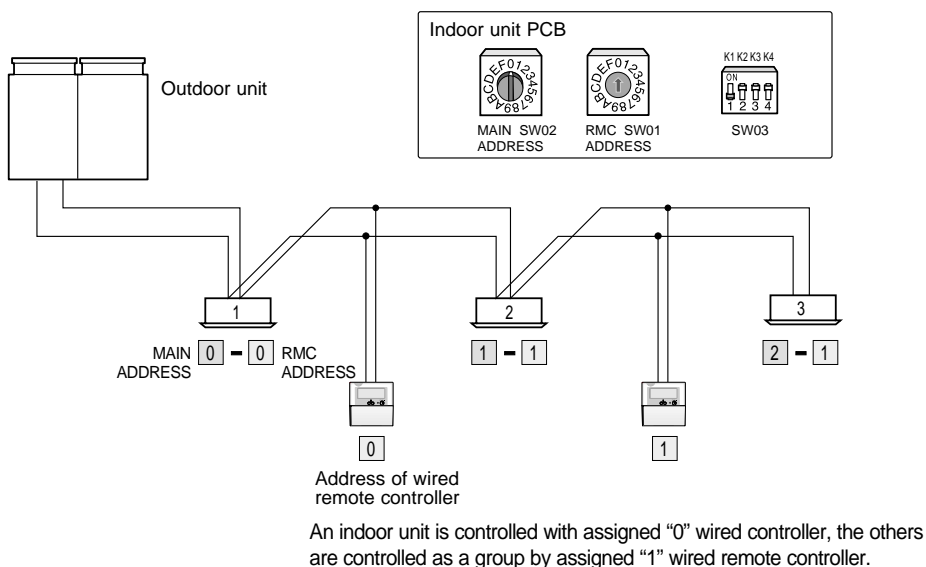 Indoor unit PCB
K1 K2 K3 K4
ON
1 2 3 4
0123456789ABCDEF
0123456789ABCDEF
MAIN SW02
ADDRESS
RMC SW01
ADDRESS
SW03
Outdoor unit
1
2
3
MAIN
ADDRESS
0 - 0
RMC
ADDRESS
1 - 1
2 - 1
0
1
Address of wired
remote controller
An indoor unit is controlled with assigned “0” wired controller, the others
are controlled as a group by assigned “1” wired remote controller.